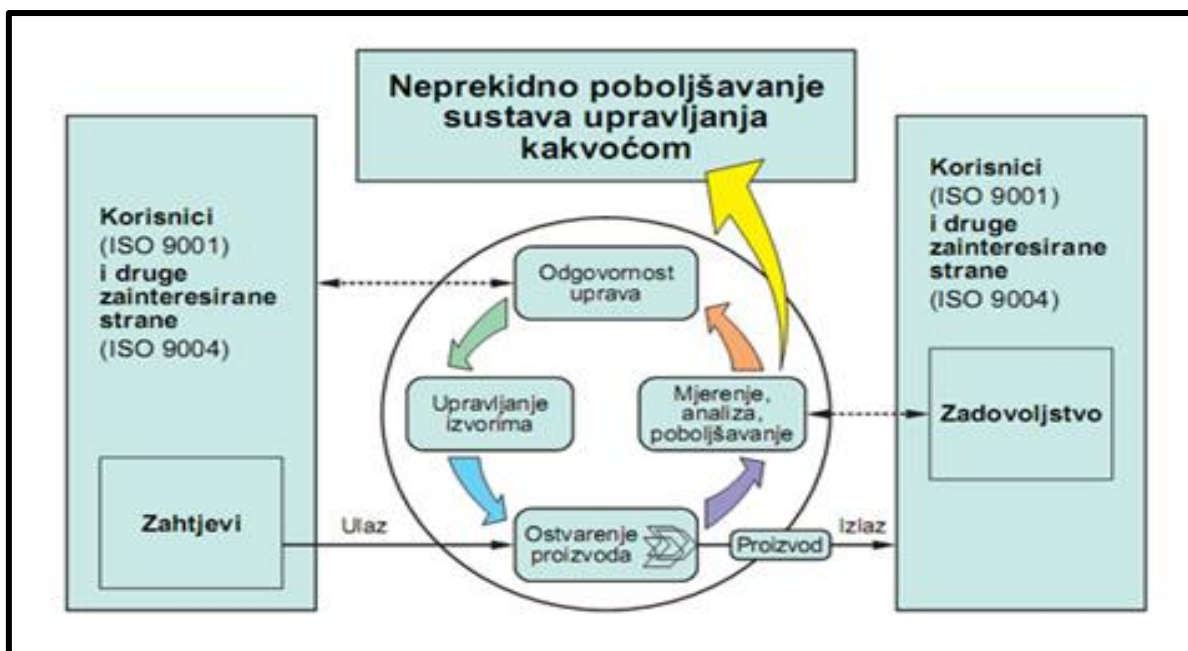 Neprekidno poboljšavanje
sustava upravljanja
kakvoćom
Korisnici
(ISO 9001)
i druge
zainteresirane
strane
(ISO 9004)
Zahtjevi
Ulaz
Odgovornost
uprava
Upravljanje
izvorima
Mjerenje,
analiza,
poboljšavanje
Ostvarenje
proizvoda
Proizvod
Izlaz
Korisnici
(ISO 9001)
i druge
zainteresirane
strane
(ISO 9004)
Zadovoljstvo